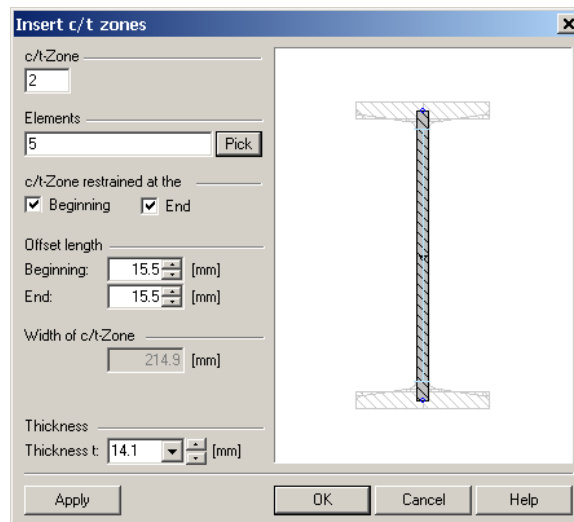 Insert c/t zones
c/t-Zone
2
Elements
5 Pick
c/t-Zone restrained at the
Beginning End
Offset length
Beginning: 15.5 [mm]
End: 15.5 [mm]
Width of c/t-Zone
214.9 [mm]
Thickness
Thickness t: 14.1 [mm]
Apply OK Cancel Help